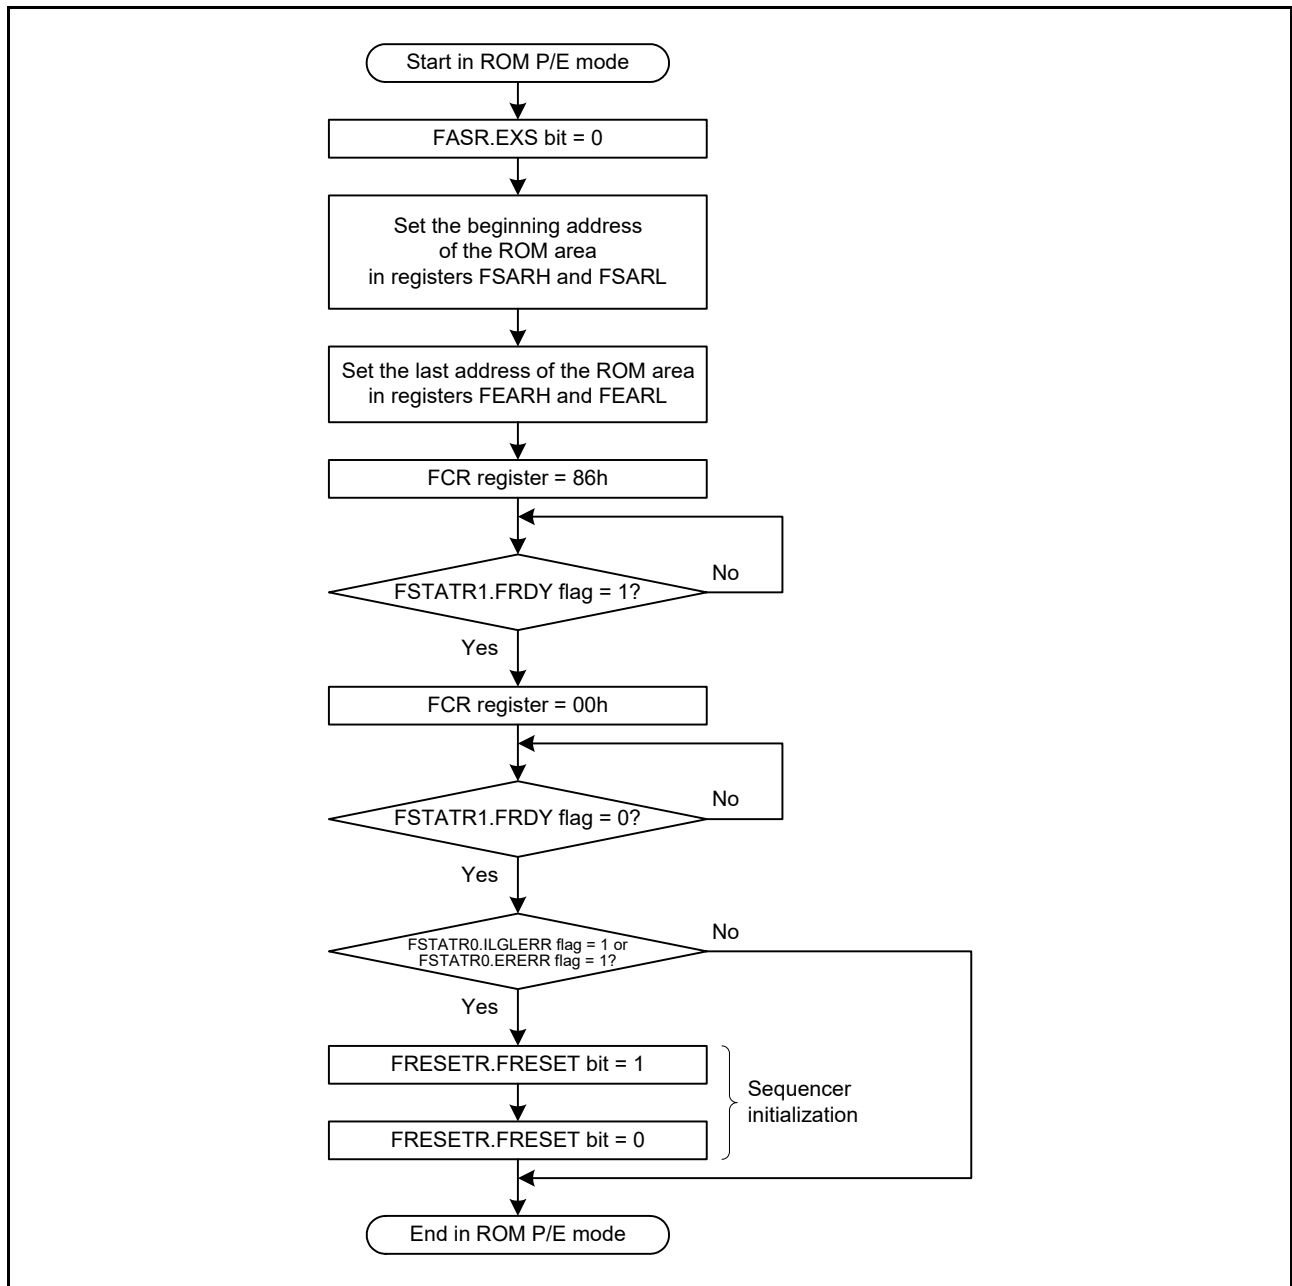 Start in ROM P/E mode
FASR.EXS bit = 0
Set the beginning address
of the ROM area
in registers FSARH and FSARL
Set the last address of the ROM area
in registers FEARH and FEARL
FCR register = 86h
FSTATR1.FRDY flag = 1?
No
Yes
FCR register = 00h
FSTATR1.FRDY flag = 0?
No
Yes
FSTATR0.ILGLERR flag = 1 or
FSTATR0.ERERR flag = 1?
No
Yes
FRESETR.FRESET bit = 1
FRESETR.FRESET bit = 0
Sequencer
initialization
End in ROM P/E mode